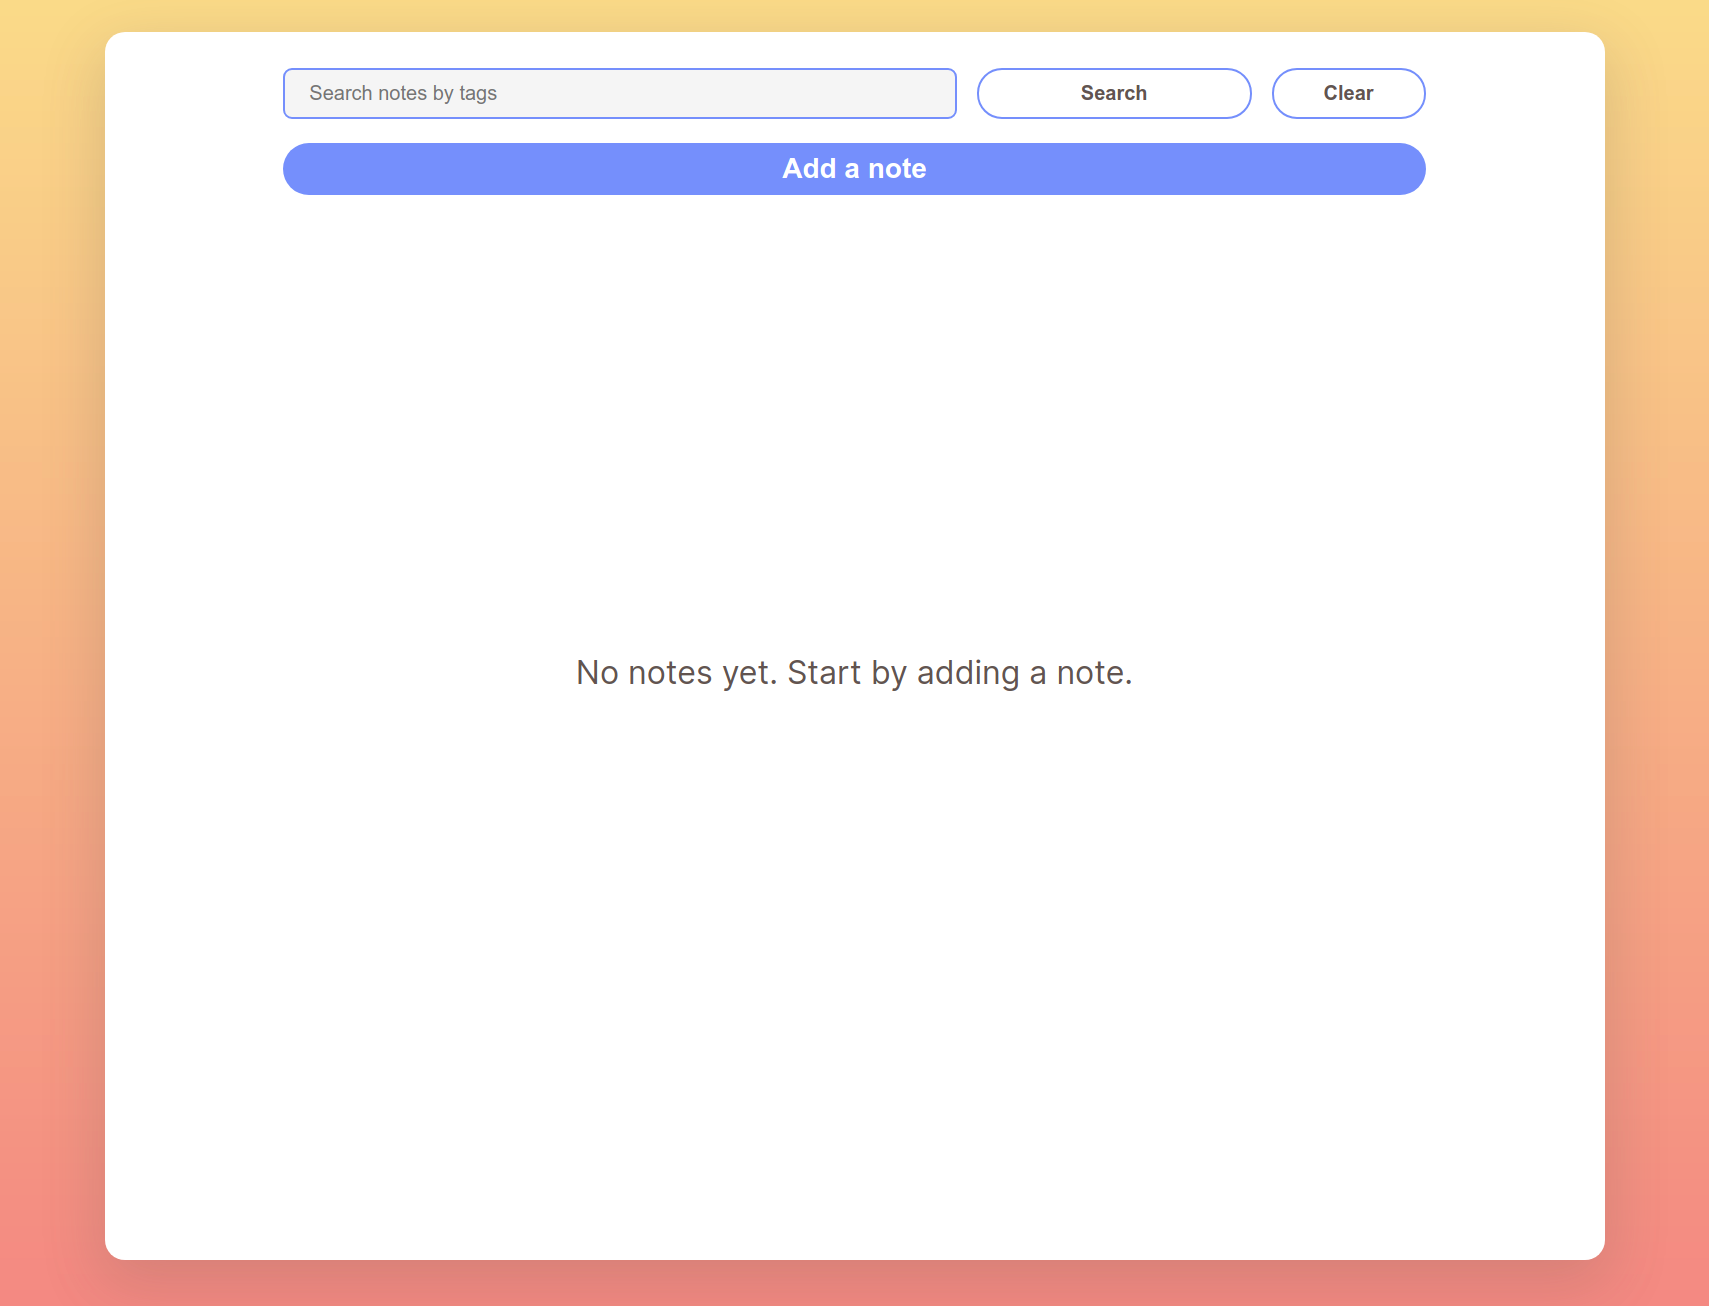 Search notes by tags
Search
Clear
Add a note
No notes yet. Start by adding a note.